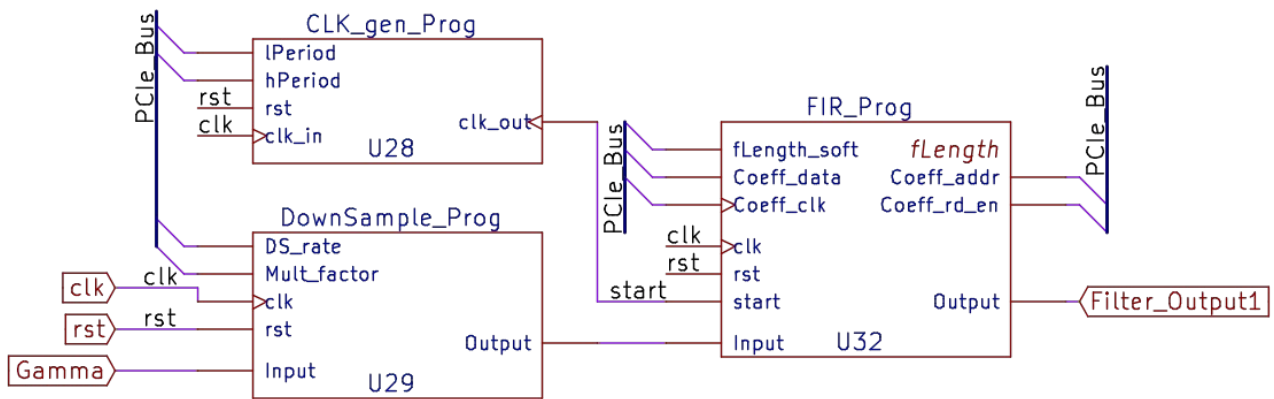 CLK_gen_Prog
PCIe_Bus
lPeriod
hPeriod
rst
rst
clk
clk_in
clk_out
U28
DownSample_Prog
DS_rate
Mult_factor
clk
clk
clk
rst
rst
rst
Gamma
Input
Output
U29
FIR_Prog
PCIe_Bus
fLength_soft
fLength
Coeff_data
Coeff_addr
Coeff_clk
Coeff_rd_en
PCIe_Bus
clk
clk
rst
rst
start
start
Output
Filter_Output1
Input
U32